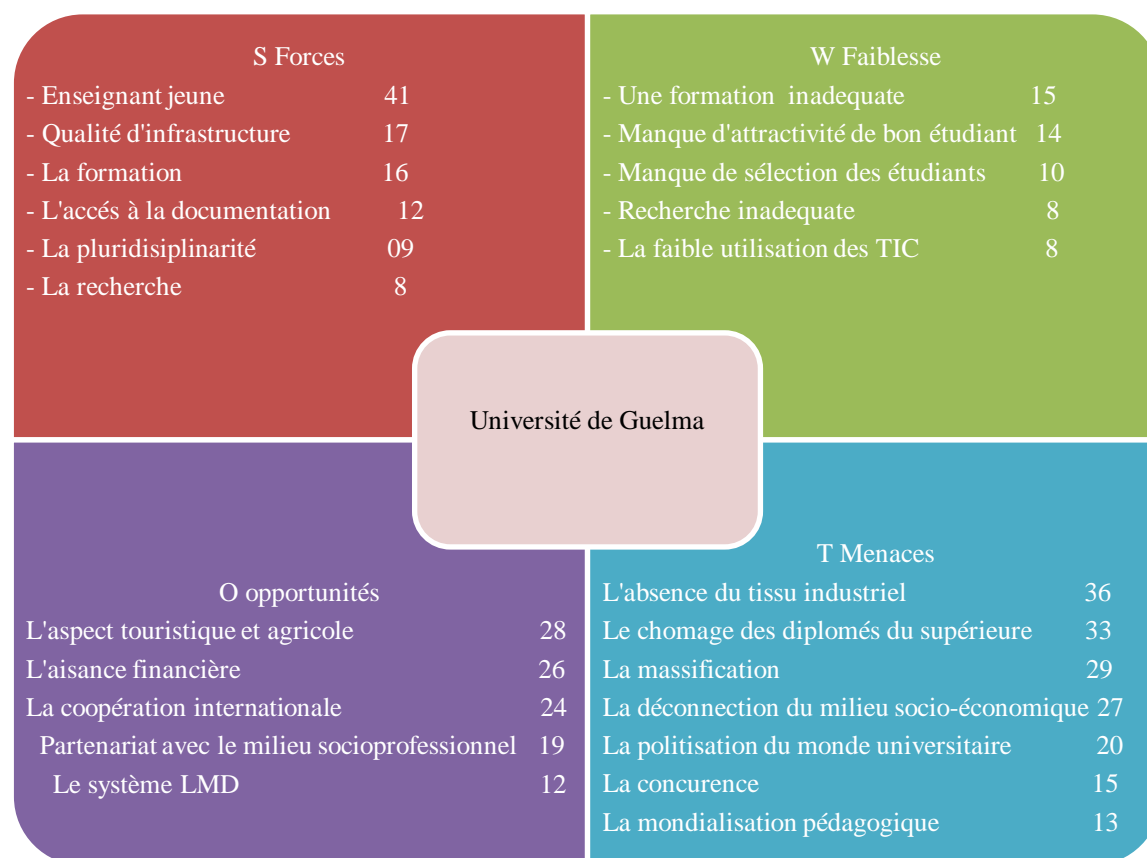 S Forces
- Enseignant jeune 41
- Qualité d'infrastructure 17
- La formation 16
- L'accés à la documentation 12
- La pluridisiplinarité 09
- La recherche 8
W Faiblesse
- Une formation inadequate 15
- Manque d'attractivité de bon étudiant 14
- Manque de sélection des étudiants 10
- Recherche inadequate 8
- La faible utilisation des TIC 8
Université de Guelma
O opportunités
L'aspect touristique et agricole 28
L'aisance financière 26
La coopération internationale 24
Partenariat avec le milieu socioprofessionnel 19
Le système LMD 12
T Menaces
L'absence du tissu industriel 36
Le chomage des diplomés du supérieure 33
La massification 29
La déconnection du milieu socio-économique 27
La politisation du monde universitaire 20
La concurence 15
La mondialisation pédagogique 13